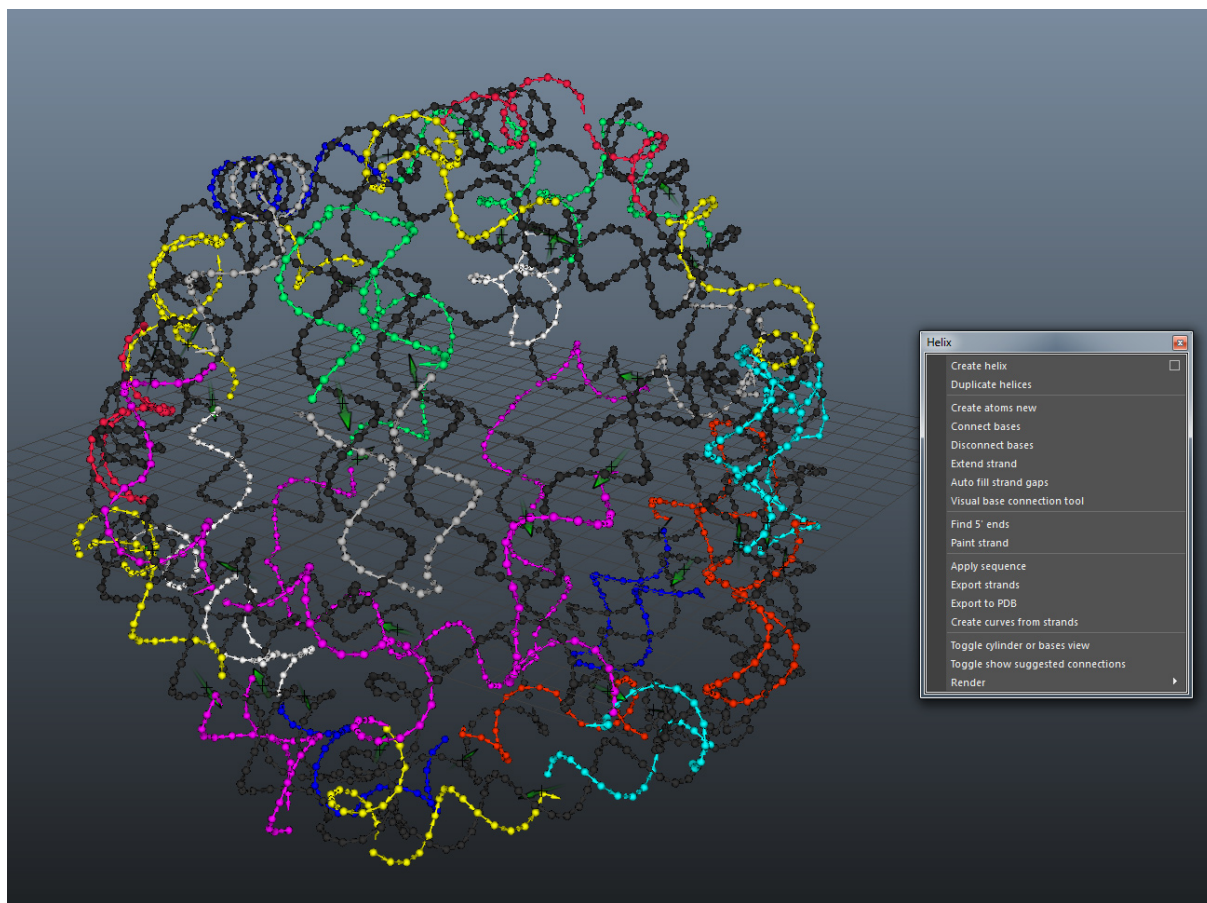 Helix
Create helix
Duplicate helices
Create atoms new
Connect bases
Disconnect bases
Extend strand
Auto fill strand gaps
Visual base connection tool
Find 5' ends
Paint strand
Apply sequence
Export strands
Export to PDB
Create curves from strands
Toggle cylinder or bases view
Toggle show suggested connections
Render